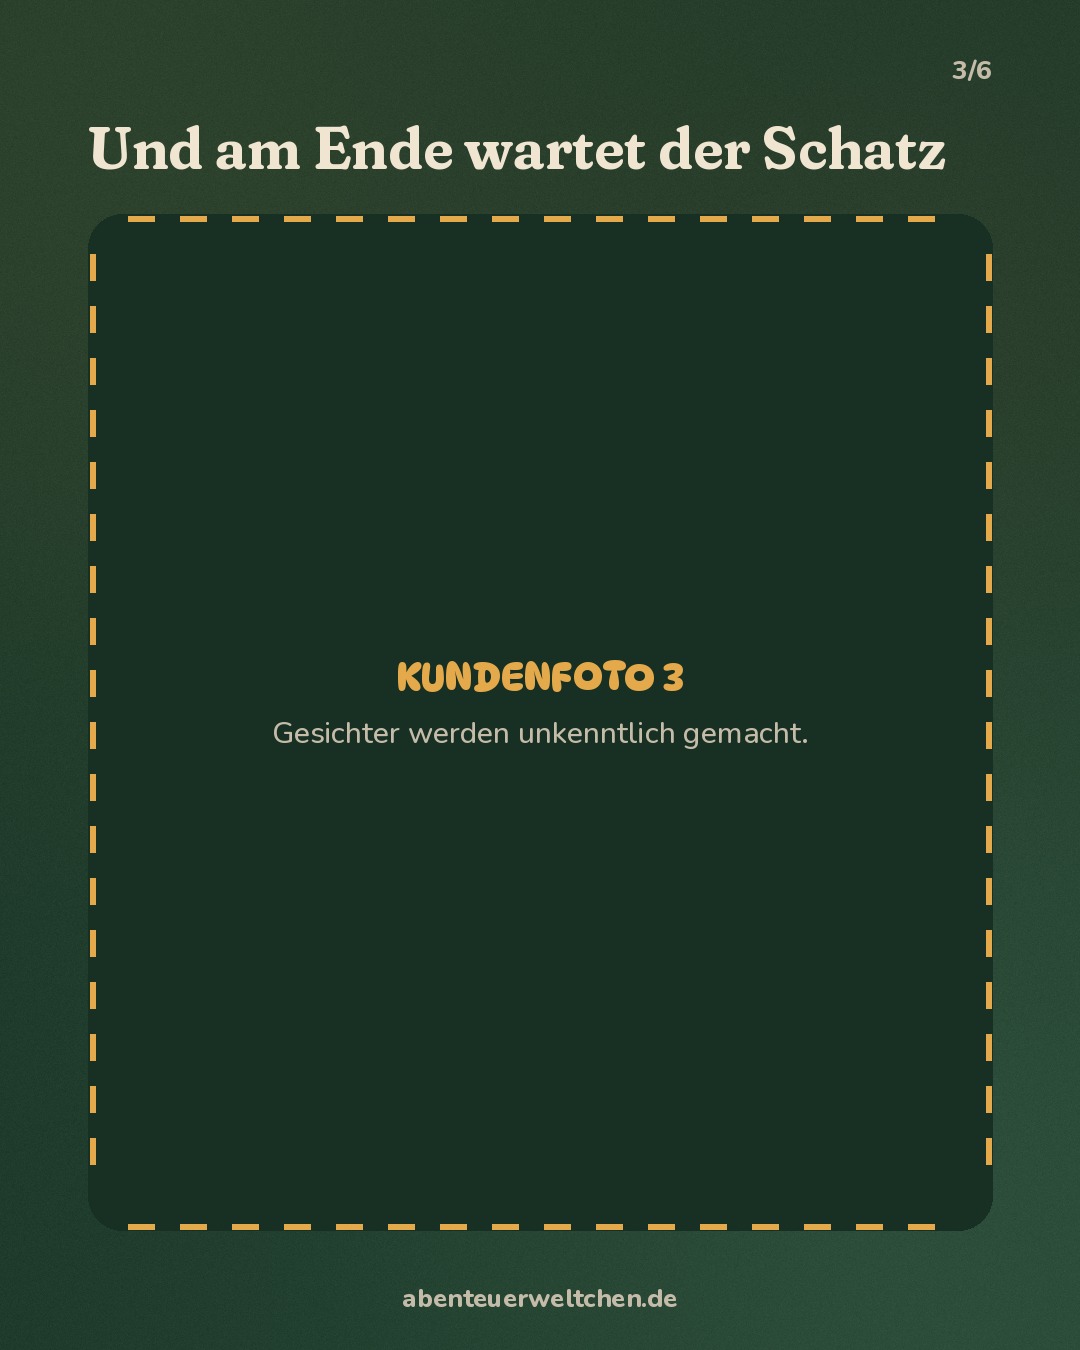 3/6
Und am Ende wartet der Schatz
KUNDENFOTO 3
Gesichter werden unkenntlich gemacht.
abenteuerweltchen.de